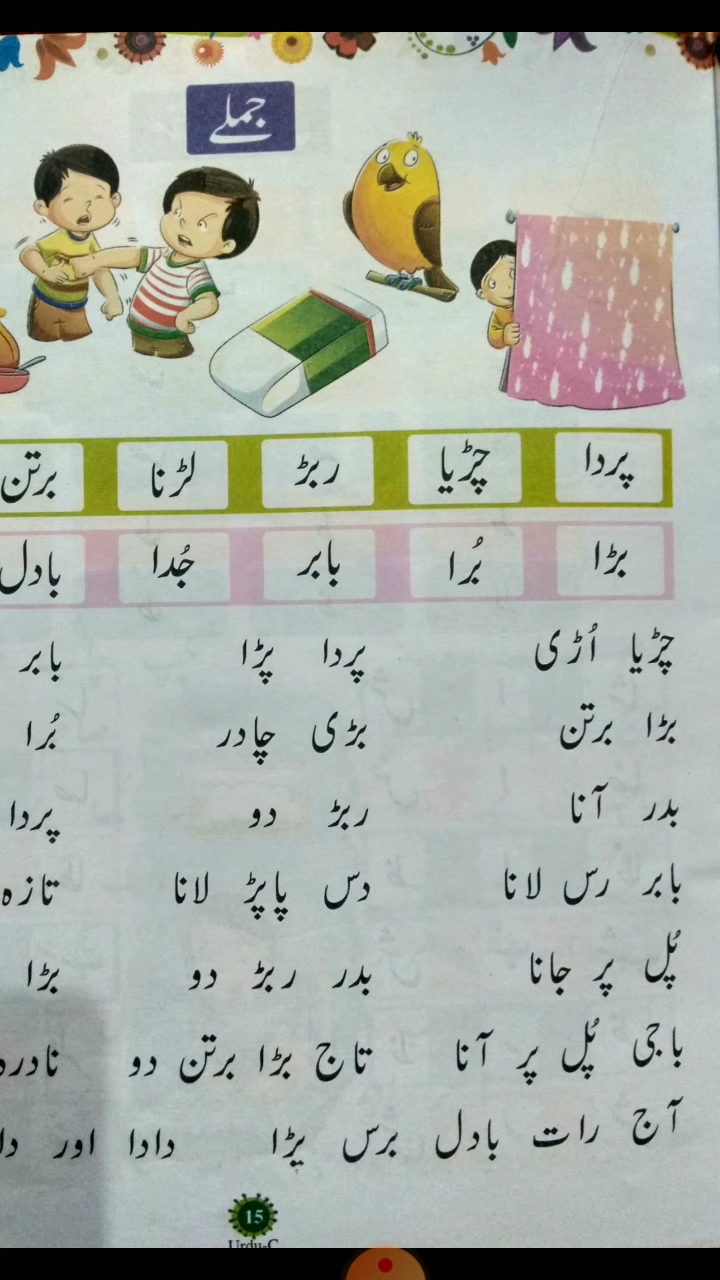 جملے
پردا چڑیا ربڑ لڑنا برتن
بڑا بُرا بابر جُدا بادل
چڑیا اُڑی پردا پڑا بابر
بڑا برتن بڑی چادر بُرا
بدر آنا ربڑ دو پردا
بابر رس لانا دس پاپڑ لانا تازہ
پُل پر جانا بدر ربڑ دو بڑا
باجی پُل پر آنا تاج بڑا برتن دو نادرہ
آج رات بادل برس پڑا دادا اور
15
Urdu-C